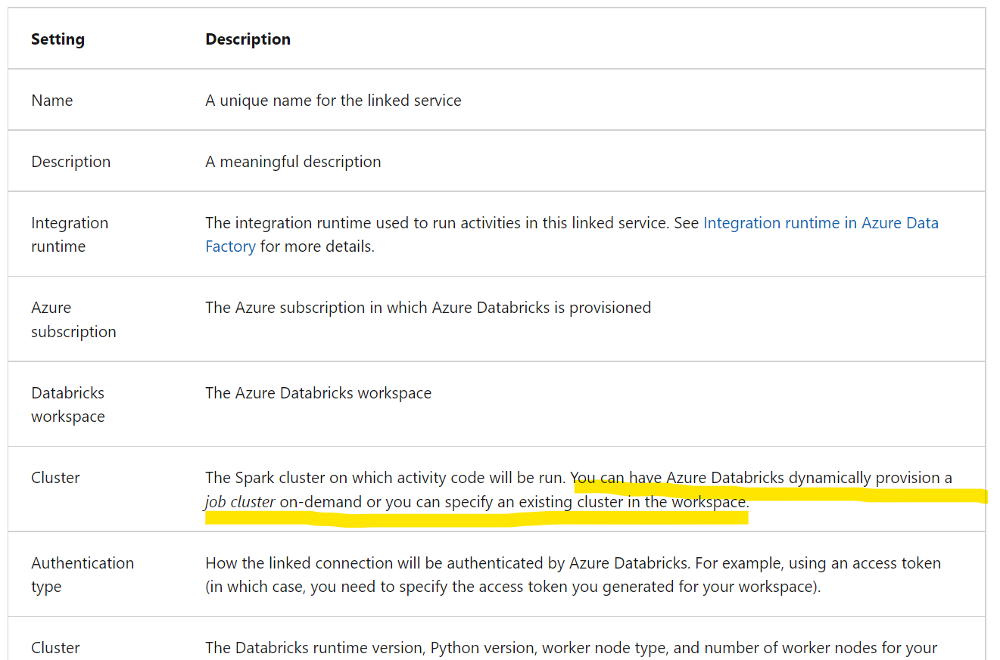 Setting Description
Name A unique name for the linked service
Description A meaningful description
Integration The integration runtime used to run activities in this linked service. See Integration runtime in Azure Data
runtime Factory for more details.
Azure The Azure subscription in which Azure Databricks is provisioned
subscription
Databricks The Azure Databricks workspace
workspace
Cluster The Spark cluster on which activity code will be run. You can have Azure Databricks dynamically provision a
job cluster on-demand or you can specify an existing cluster in the workspace.
Authentication How the linked connection will be authenticated by Azure Databricks. For example, using an access token
type (in which case, you need to specify the access token you generated for your workspace).
Cluster The Databricks runtime version, Python version, worker node type, and number of worker nodes for your